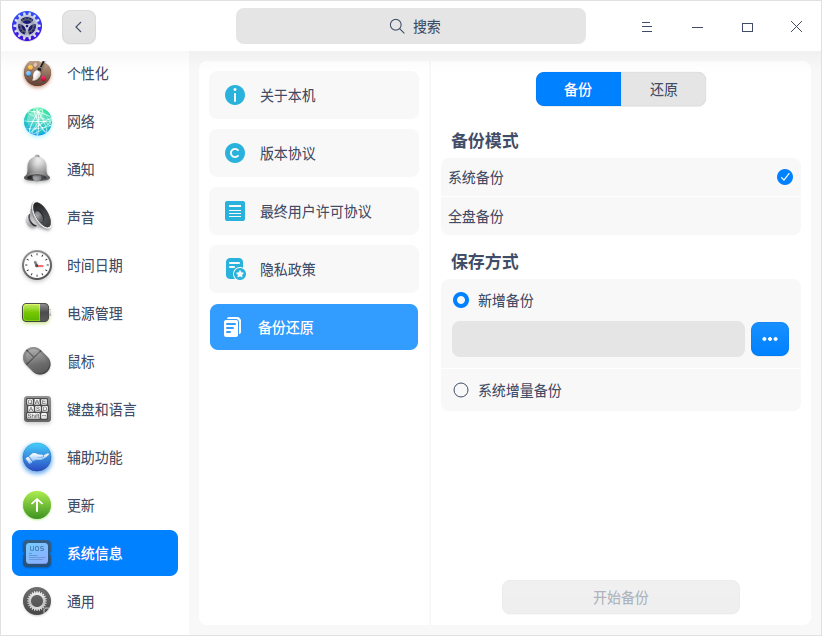 搜索
个性化
网络
通知
声音
时间日期
电源管理
鼠标
键盘和语言
辅助功能
更新
UOS
系统信息
通用
关于本机
版本协议
最终用户许可协议
隐私政策
备份还原
备份
还原
备份模式
系统备份
全盘备份
保存方式
新增备份
系统增量备份
开始备份